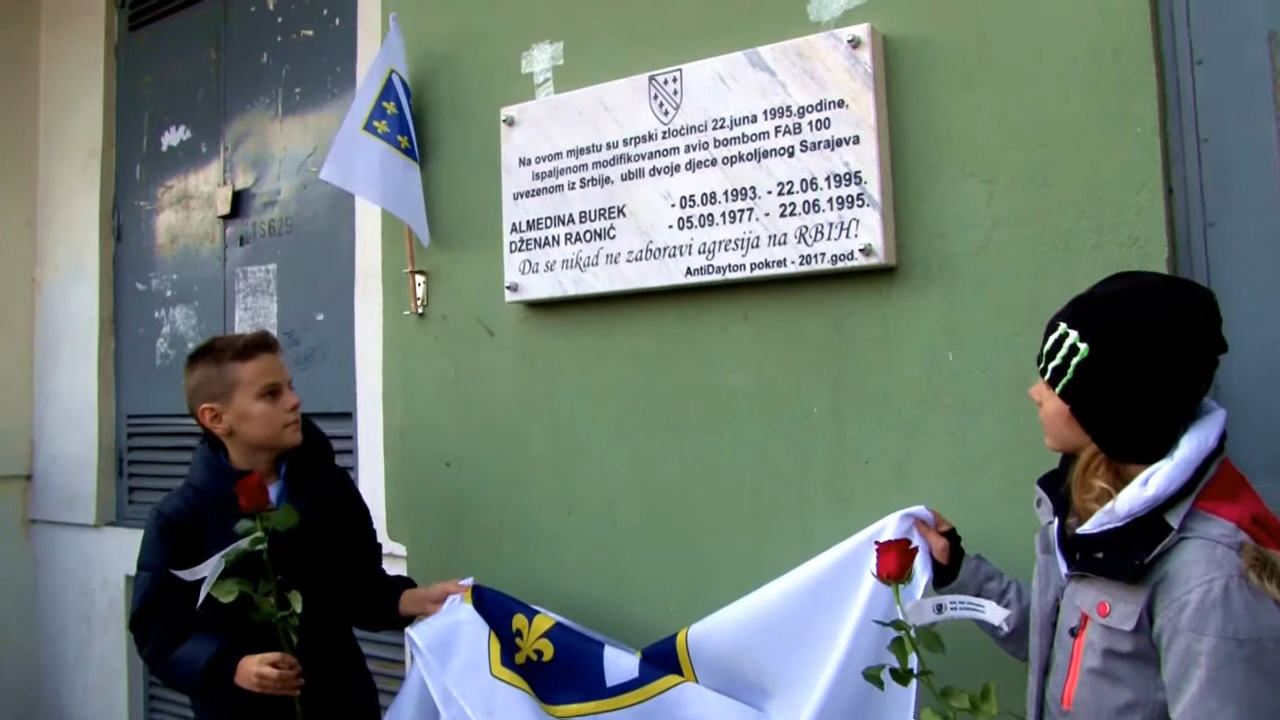 Na ovom mjestu su srpski zločinci 22.juna 1995.godine,
ispaljenom modifikovanom avio bombom FAB 100
uvezenom iz Srbije, ubili dvoje djece opkoljenog Sarajeva
ALMEDINA BUREK - 05.08.1993. - 22.06.1995.
DŽENAN RAONIĆ - 05.09.1977. - 22.06.1995.
Da se nikad ne zaboravi agresija na RBIH!
AntiDayton pokret - 2017.god.
TS629